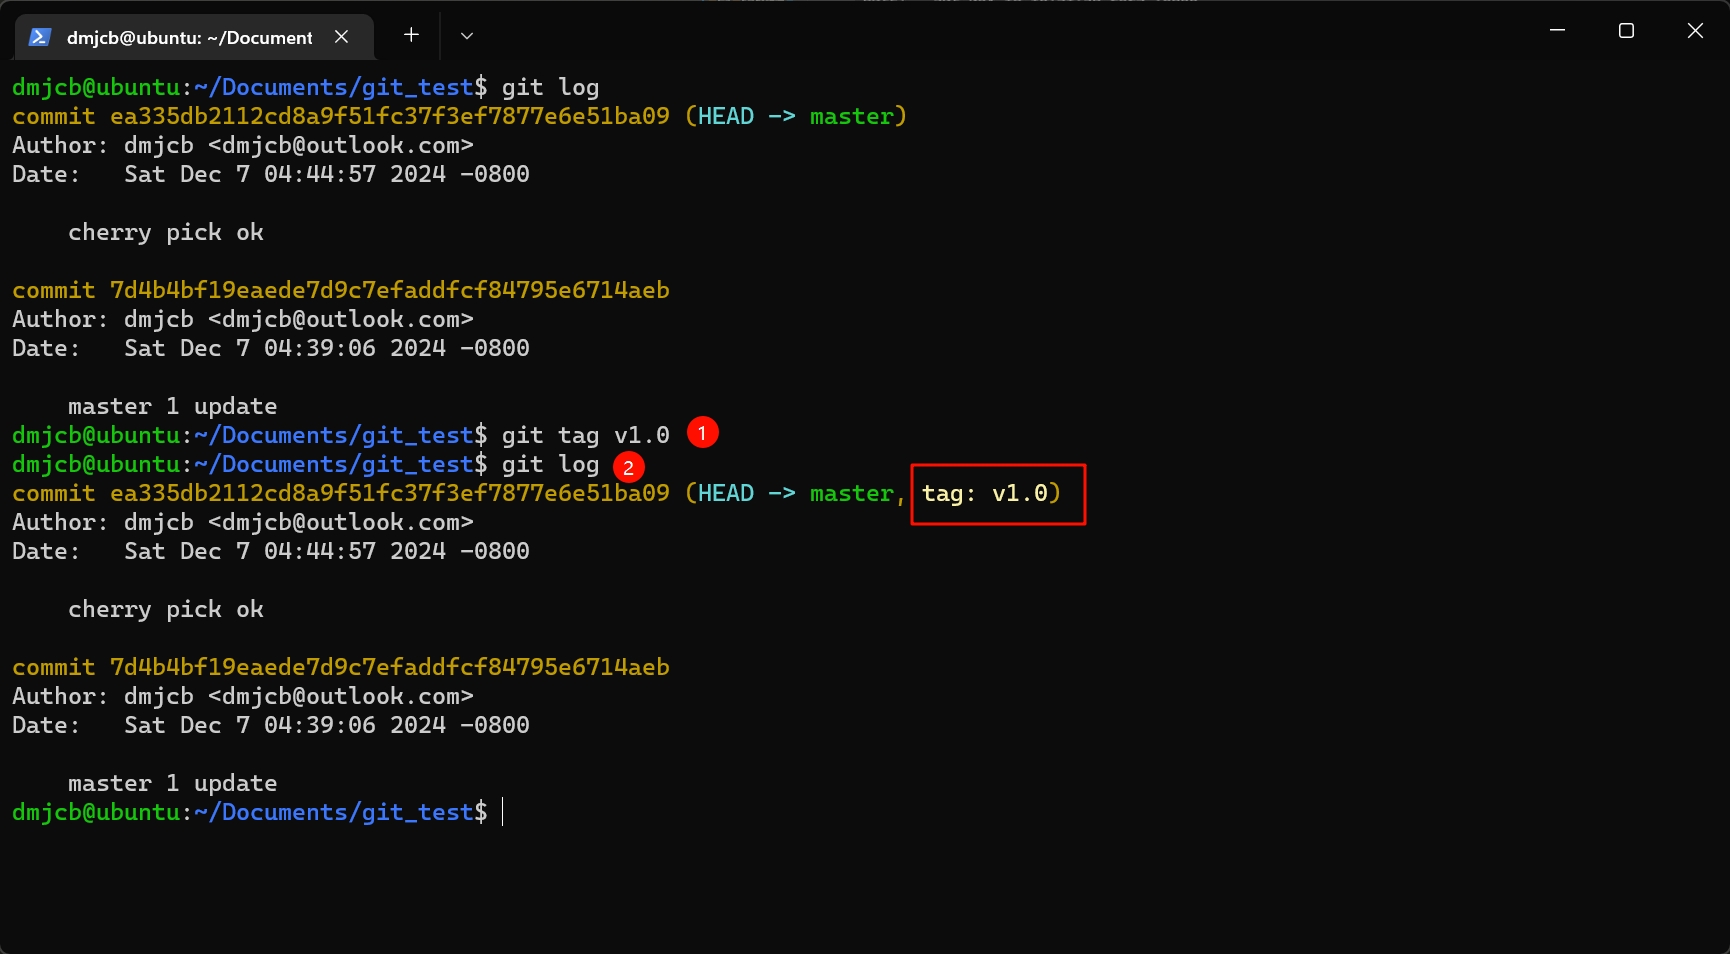 dmjcb@ubuntu: ~/Document
dmjcb@ubuntu:~/Documents/git_test$ git log
commit ea335db2112cd8a9f51fc37f3ef7877e6e51ba09 (HEAD -> master)
Author: dmjcb <dmjcb@outlook.com>
Date:   Sat Dec 7 04:44:57 2024 -0800
    cherry pick ok
commit 7d4b4bf19eaede7d9c7efaddfcf84795e6714aeb
Author: dmjcb <dmjcb@outlook.com>
Date:   Sat Dec 7 04:39:06 2024 -0800
    master 1 update
dmjcb@ubuntu:~/Documents/git_test$ git tag v1.0 1
dmjcb@ubuntu:~/Documents/git_test$ git log 2
commit ea335db2112cd8a9f51fc37f3ef7877e6e51ba09 (HEAD -> master, tag: v1.0)
Author: dmjcb <dmjcb@outlook.com>
Date:   Sat Dec 7 04:44:57 2024 -0800
    cherry pick ok
commit 7d4b4bf19eaede7d9c7efaddfcf84795e6714aeb
Author: dmjcb <dmjcb@outlook.com>
Date:   Sat Dec 7 04:39:06 2024 -0800
    master 1 update
dmjcb@ubuntu:~/Documents/git_test$